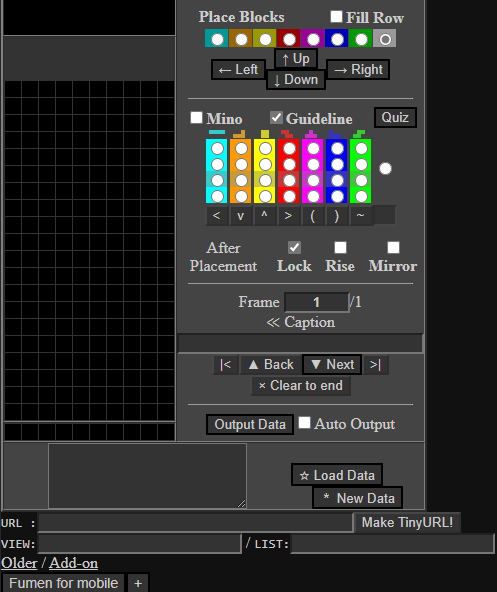 Place Blocks Fill Row
↑ Up
← Left → Right
↓ Down
Mino Guideline Quiz
< v ^ > ( ) ~
After Placement Lock Rise Mirror
Frame 1/1
≪ Caption
|< ▲ Back ▼ Next >|
× Clear to end
Output Data Auto Output
☆ Load Data
* New Data
URL : Make TinyURL!
VIEW: / LIST:
Older / Add-on
Fumen for mobile +